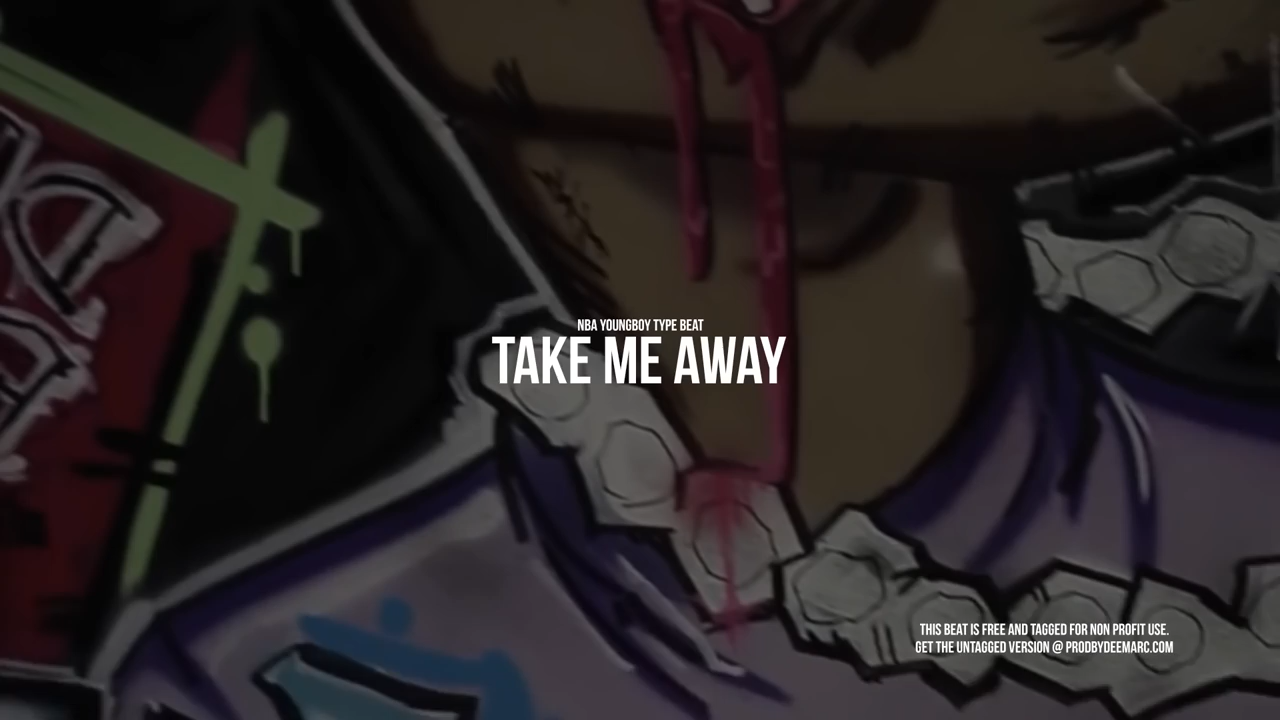 NBA YOUNGBOY TYPE BEAT
TAKE ME AWAY
THIS BEAT IS FREE AND TAGGED FOR NON PROFIT USE.
GET THE UNTAGGED VERSION @ PRODBYDEEMARC.COM